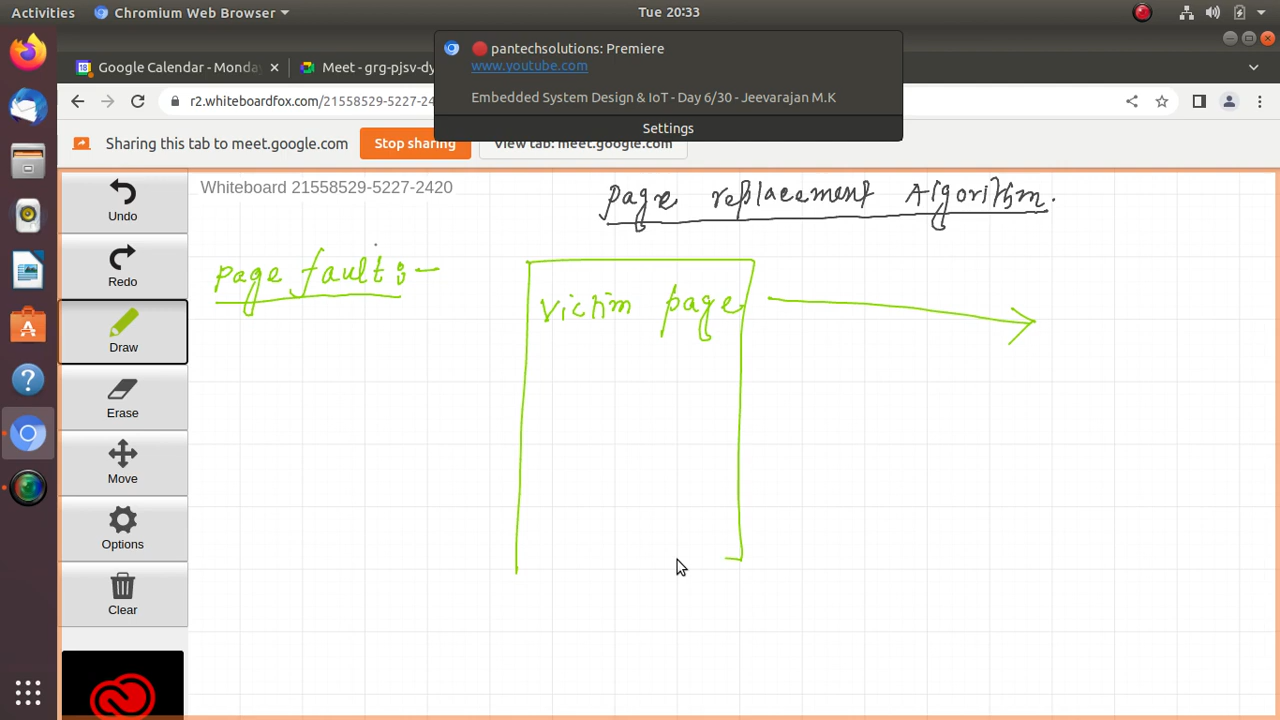 Activities Chromium Web Browser Tue 20:33
pantechsolutions: Premiere
www.youtube.com
Embedded System Design & IoT - Day 6/30 - Jeevarajan M.K
Settings
Google Calendar - Monday
Meet - grg-pjsv-dy
r2.whiteboardfox.com/21558529-5227-24
Sharing this tab to meet.google.com Stop sharing View tab: meet.google.com
Whiteboard 21558529-5227-2420
page replacement Algorithm.
page fault :-
victim page
Undo
Redo
Draw
Erase
Move
Options
Clear